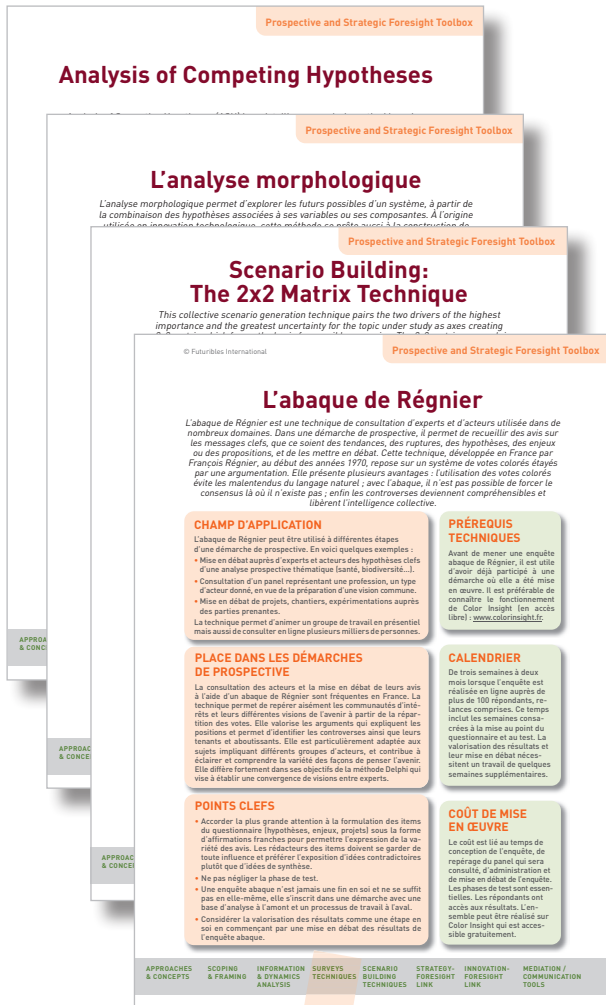 Prospective and Strategic Foresight Toolbox
Analysis of Competing Hypotheses
Prospective and Strategic Foresight Toolbox
L'analyse morphologique
L'analyse morphologique permet d'explorer les futurs possibles d'un système, à partir de
la combinaison des hypothèses associées à ses variables ou ses composantes. À l'origine
utilisée en innovation technologique, cette méthode se prête aussi à la construction de
Prospective and Strategic Foresight Toolbox
Scenario Building:
The 2x2 Matrix Technique
This collective scenario generation technique pairs the two drivers of the highest
importance and the greatest uncertainty for the topic under study as axes creating
© Futuribles International
Prospective and Strategic Foresight Toolbox
L'abaque de Régnier
L'abaque de Régnier est une technique de consultation d'experts et d'acteurs utilisée dans de
nombreux domaines. Dans une démarche de prospective, il permet de recueillir des avis sur
les messages clefs, que ce soient des tendances, des ruptures, des hypothèses, des enjeux
ou des propositions, et de les mettre en débat. Cette technique, développée en France par
François Régnier, au début des années 1970, repose sur un système de votes colorés étayés
par une argumentation. Elle présente plusieurs avantages : l'utilisation des votes colorés
évite les malentendus du langage naturel ; avec l'abaque, il n'est pas possible de forcer le
consensus là où il n'existe pas ; enfin les controverses deviennent compréhensibles et
libèrent l'intelligence collective.
CHAMP D'APPLICATION
L'abaque de Régnier peut être utilisé à différentes étapes
d'une démarche de prospective. En voici quelques exemples :
• Mise en débat auprès d'experts et acteurs des hypothèses clefs
d'une analyse prospective thématique (santé, biodiversité...).
• Consultation d'un panel représentant une profession, un type
d'acteur donné, en vue de la préparation d'une vision commune.
• Mise en débat de projets, chantiers, expérimentations auprès
des parties prenantes.
La technique permet d'animer un groupe de travail en présentiel
mais aussi de consulter en ligne plusieurs milliers de personnes.
PRÉREQUIS
TECHNIQUES
Avant de mener une enquête
abaque de Régnier, il est utile
d'avoir déjà participé à une
démarche où elle a été mise
en œuvre. Il est préférable de
connaître le fonctionnement
de Color Insight (en accès
libre) : www.colorinsight.fr.
PLACE DANS LES DÉMARCHES
DE PROSPECTIVE
La consultation des acteurs et la mise en débat de leurs avis
à l'aide d'un abaque de Régnier sont fréquentes en France. La
technique permet de repérer aisément les communautés d'inté-
rêts et leurs différentes visions de l'avenir à partir de la répar-
tition des votes. Elle valorise les arguments qui expliquent les
positions et permet d'identifier les controverses ainsi que leurs
tenants et aboutissants. Elle est particulièrement adaptée aux
sujets impliquant différents groupes d'acteurs, et contribue à
éclairer et comprendre la variété des façons de penser l'avenir.
Elle diffère fortement dans ses objectifs de la méthode Delphi qui
vise à établir une convergence de visions entre experts.
CALENDRIER
De trois semaines à deux
mois lorsque l'enquête est
réalisée en ligne auprès de
plus de 100 répondants, re-
lances comprises. Ce temps
inclut les semaines consa-
crées à la mise au point du
questionnaire et au test. La
valorisation des résultats et
leur mise en débat néces-
sitent un travail de quelques
semaines supplémentaires.
POINTS CLEFS
• Accorder la plus grande attention à la formulation des items
du questionnaire (hypothèses, enjeux, projets) sous la forme
d'affirmations franches pour permettre l'expression de la va-
riété des avis. Les rédacteurs des items doivent se garder de
toute influence et préférer l'exposition d'idées contradictoires
plutôt que d'idées de synthèse.
• Ne pas négliger la phase de test.
• Une enquête abaque n'est jamais une fin en soi et ne se suffit
pas en elle-même, elle s'inscrit dans une démarche avec une
base d'analyse à l'amont et un processus de travail à l'aval.
• Considérer la valorisation des résultats comme une étape en
soi en commençant par une mise en débat des résultats de
l'enquête abaque.
COÛT DE MISE
EN ŒUVRE
Le coût est lié au temps de
conception de l'enquête, de
repérage du panel qui sera
consulté, d'administration et
de mise en débat de l'enquête.
Les phases de test sont essen-
tielles. Les répondants ont
accès aux résultats. L'en-
semble peut être réalisé sur
Color Insight qui est acces-
sible gratuitement.
APPROA
& CONC
APPROAC
& CONCE
APPROAC
& CONCE
APPROACHES
& CONCEPTS
SCOPING
& FRAMING
INFORMATION
& DYNAMICS
ANALYSIS
SURVEYS
TECHNIQUES
SCENARIO
BUILDING
TECHNIQUES
STRATEGY-
FORESIGHT
LINK
INNOVATION-
FORESIGHT
LINK
MEDIATION /
COMMUNICATION
TOOLS